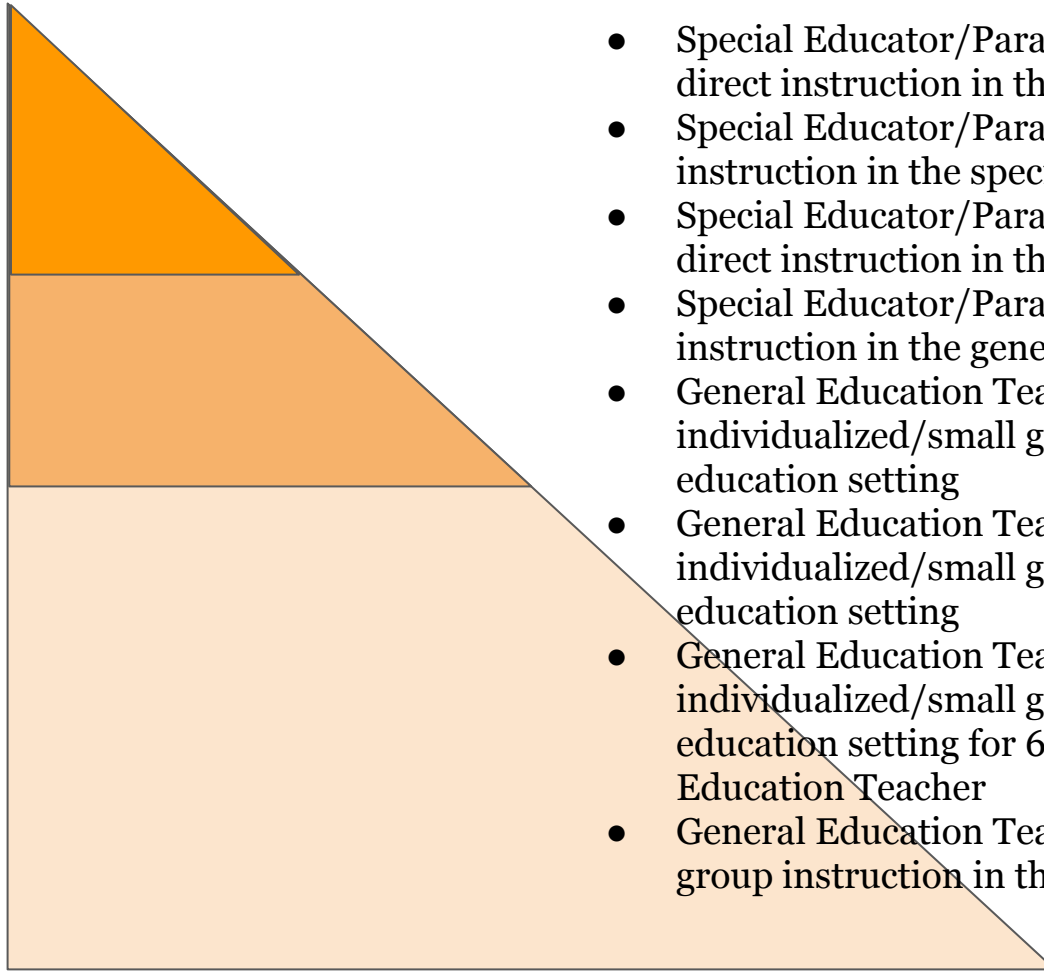 ● Special Educator/Para
direct instruction in th
● Special Educator/Para
instruction in the spec
● Special Educator/Para
direct instruction in th
● Special Educator/Para
instruction in the gene
● General Education Tea
individualized/small g
education setting
● General Education Tea
individualized/small g
education setting
● General Education Tea
individualized/small g
education setting for 6
Education Teacher
● General Education Tea
group instruction in th